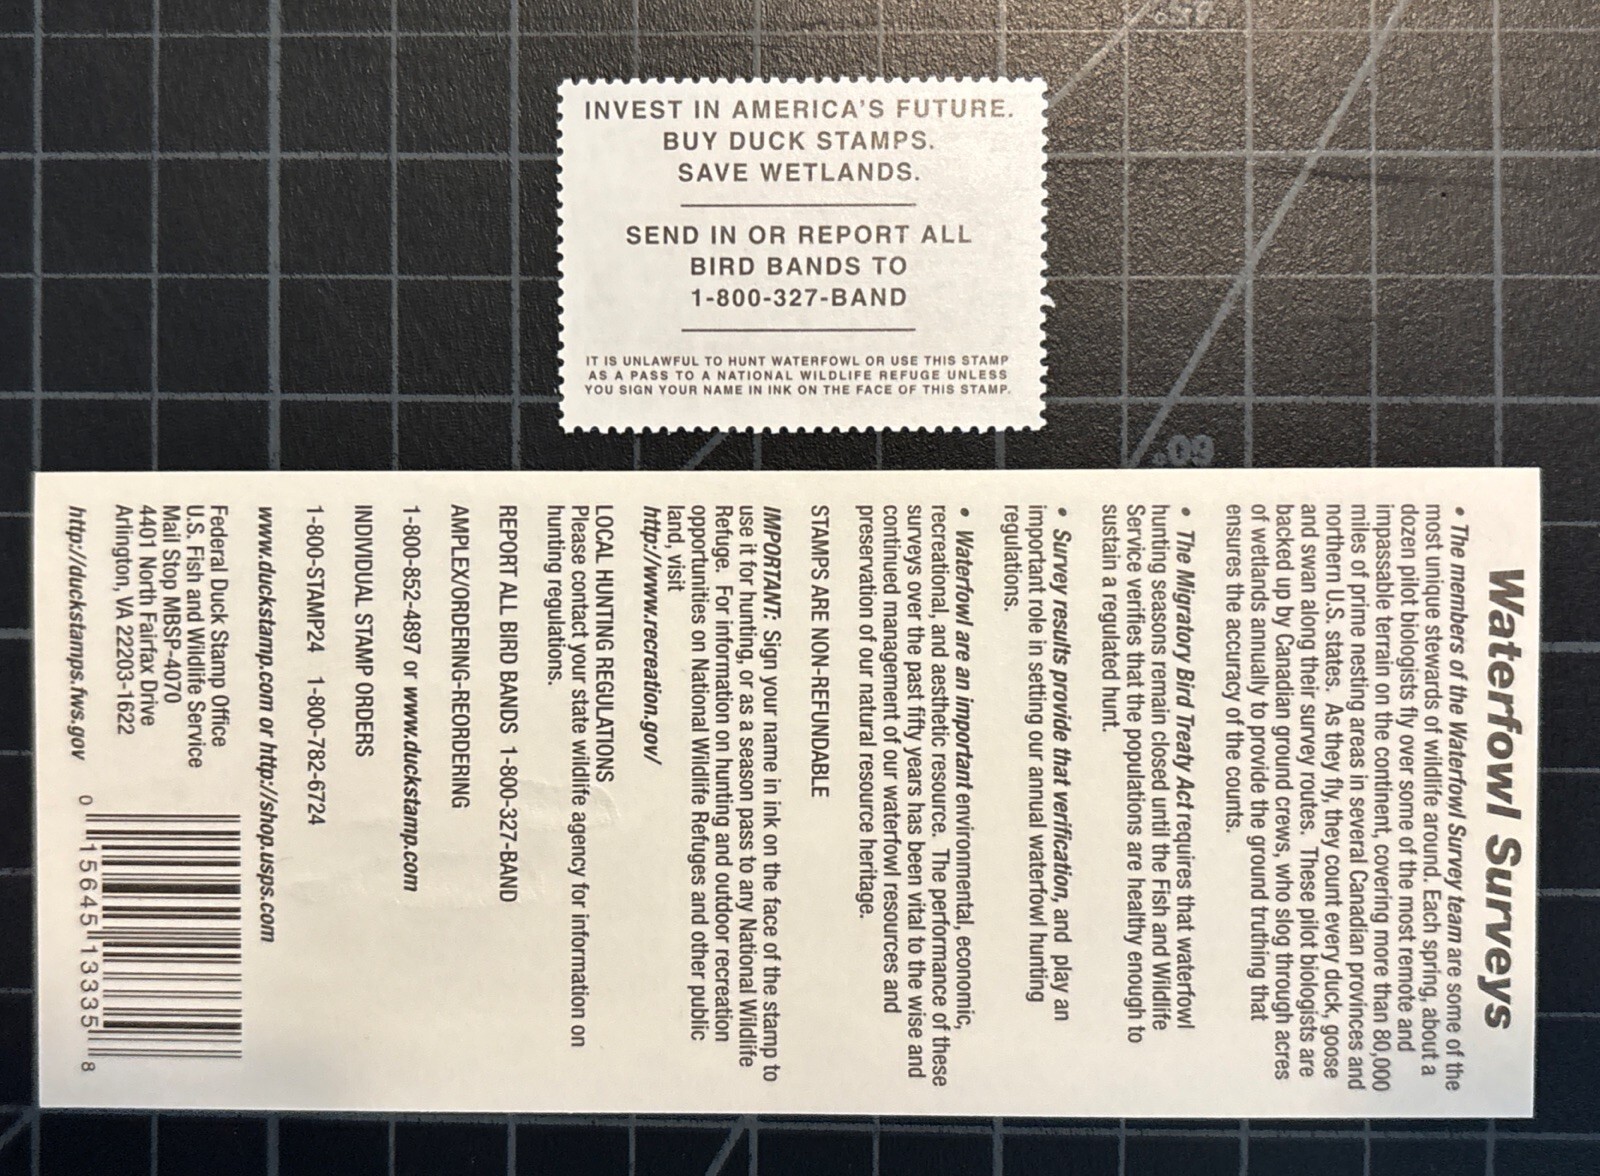 INVEST IN AMERICA'S FUTURE.
BUY DUCK STAMPS.
SAVE WETLANDS.
SEND IN OR REPORT ALL
BIRD BANDS TO
1-800-327-BAND
IT IS UNLAWFUL TO HUNT WATERFOWL OR USE THIS STAMP
AS A PASS TO A NATIONAL WILDLIFE REFUGE UNLESS
YOU SIGN YOUR NAME IN INK ON THE FACE OF THIS STAMP.
60°
Waterfowl Surveys
• The members of the Waterfowl Survey team are some of the
most unique stewards of wildlife around. Each spring, about a
dozen pilot biologists fly over some of the most remote and
impassable terrain on the continent, covering more than 80,000
miles of prime nesting areas in several Canadian provinces and
northern U.S. states. As they fly, they count every duck, goose
and swan along their survey routes. These pilot biologists are
backed up by Canadian ground crews, who slog through acres
of wetlands annually to provide the ground truthing that
ensures the accuracy of the counts.
• The Migratory Bird Treaty Act requires that waterfowl
hunting seasons remain closed until the Fish and Wildlife
Service verifies that the populations are healthy enough to
sustain a regulated hunt.
• Survey results provide that verification, and play an
important role in setting our annual waterfowl hunting
regulations.
• Waterfowl are an important environmental, economic,
recreational, and aesthetic resource. The performance of these
surveys over the past fifty years has been vital to the wise and
continued management of our waterfowl resources and
preservation of our natural resource heritage.
STAMPS ARE NON-REFUNDABLE
IMPORTANT: Sign your name in ink on the face of the stamp to
use it for hunting, or as a season pass to any National Wildlife
Refuge. For information on hunting and outdoor recreation
opportunities on National Wildlife Refuges and other public
land, visit
http://www.recreation.gov/
LOCAL HUNTING REGULATIONS
Please contact your state wildlife agency for information on
hunting regulations.
REPORT ALL BIRD BANDS 1-800-327-BAND
AMPLEX/ORDERING-REORDERING
1-800-852-4897 or www.duckstamp.com
INDIVIDUAL STAMP ORDERS
1-800-STAMP24 1-800-782-6724
www.duckstamp.com or http://shop.usps.com
Federal Duck Stamp Office
U.S. Fish and Wildlife Service
Mail Stop MBSP-4070
4401 North Fairfax Drive
Arlington, VA 22203-1622
http://duckstamps.fws.gov
0 15645 13335 8